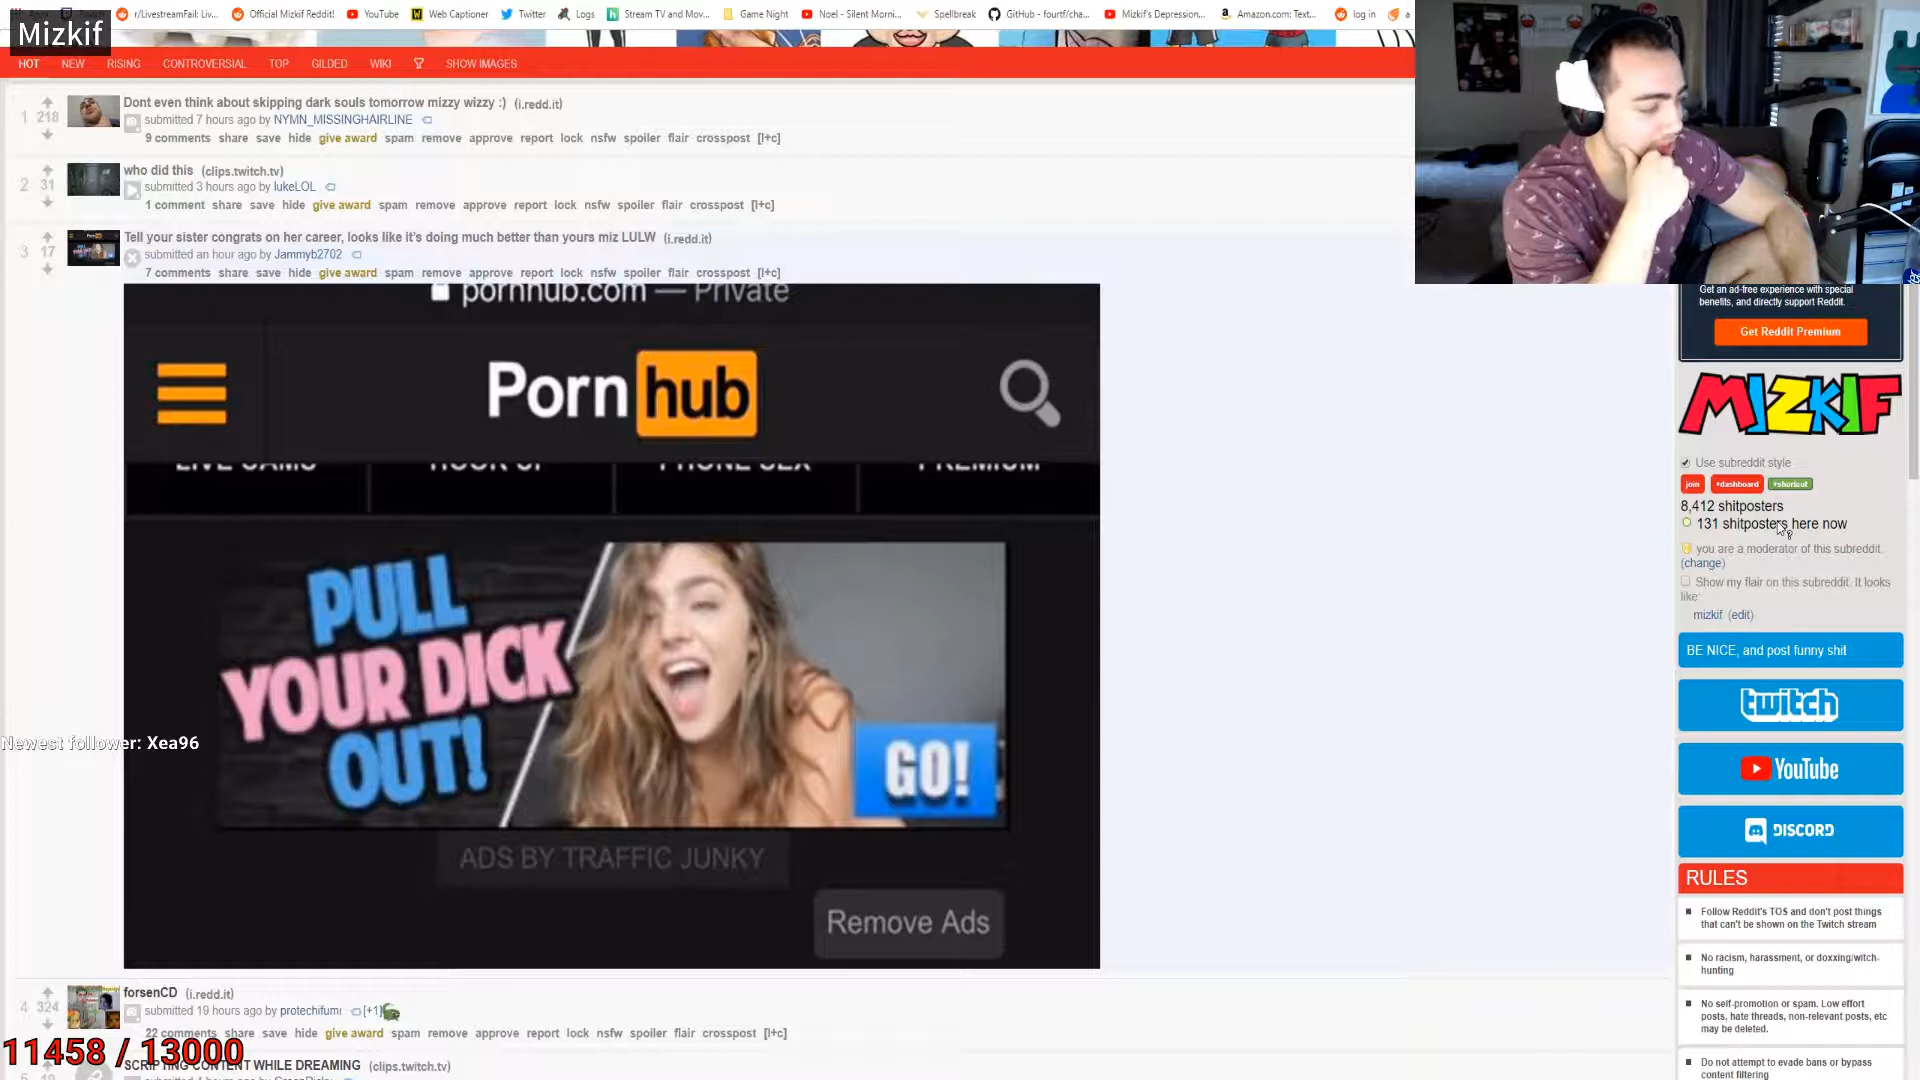 r/LivestreamFail: Liv...
Official Mizkif Reddit!
YouTube
Web Captioner
Twitter
Logs
Stream TV and Mov...
Game Night
Noel - Silent Morni...
Spellbreak
GitHub - fourtf/cha...
Mizkif's Depression...
Amazon.com: Text...
log in
a
Mizkif
HOT NEW RISING CONTROVERSIAL TOP GILDED WIKI SHOW IMAGES
1 218 Dont even think about skipping dark souls tomorrow mizzy wizzy :) (i.redd.it)
submitted 7 hours ago by NYMN_MISSINGHAIRLINE
9 comments share save hide give award spam remove approve report lock nsfw spoiler flair crosspost [l+c]
2 31 who did this (clips.twitch.tv)
submitted 3 hours ago by lukeLOL
1 comment share save hide give award spam remove approve report lock nsfw spoiler flair crosspost [l+c]
3 17 Tell your sister congrats on her career, looks like it's doing much better than yours miz LULW (i.redd.it)
submitted an hour ago by Jammyb2702
7 comments share save hide give award spam remove approve report lock nsfw spoiler flair crosspost [l+c]
pornhub.com — Private
Porn hub
LIVE CAMS HOOK UP PHONE SEX PREMIUM
PULL
YOUR DICK
OUT!
GO!
ADS BY TRAFFIC JUNKY
Remove Ads
Newest follower: Xea96
4 324 forsenCD (i.redd.it)
submitted 19 hours ago by protechifumi [+1]
22 comments share save hide give award spam remove approve report lock nsfw spoiler flair crosspost [l+c]
11458 / 13000
SCRIPTING CONTENT WHILE DREAMING (clips.twitch.tv)
Get an ad-free experience with special
benefits, and directly support Reddit.
Get Reddit Premium
MIZKIF
Use subreddit style
join +dashboard +shortcut
8,412 shitposters
131 shitposters here now
you are a moderator of this subreddit.
(change)
Show my flair on this subreddit. It looks
like:
mizkif (edit)
BE NICE, and post funny shit
twitch
YouTube
DISCORD
RULES
Follow Reddit's TOS and don't post things
that can't be shown on the Twitch stream
No racism, harassment, or doxxing/witch-
hunting
No self-promotion or spam. Low effort
posts, hate threads, non-relevant posts, etc
may be deleted.
Do not attempt to evade bans or bypass
content filtering